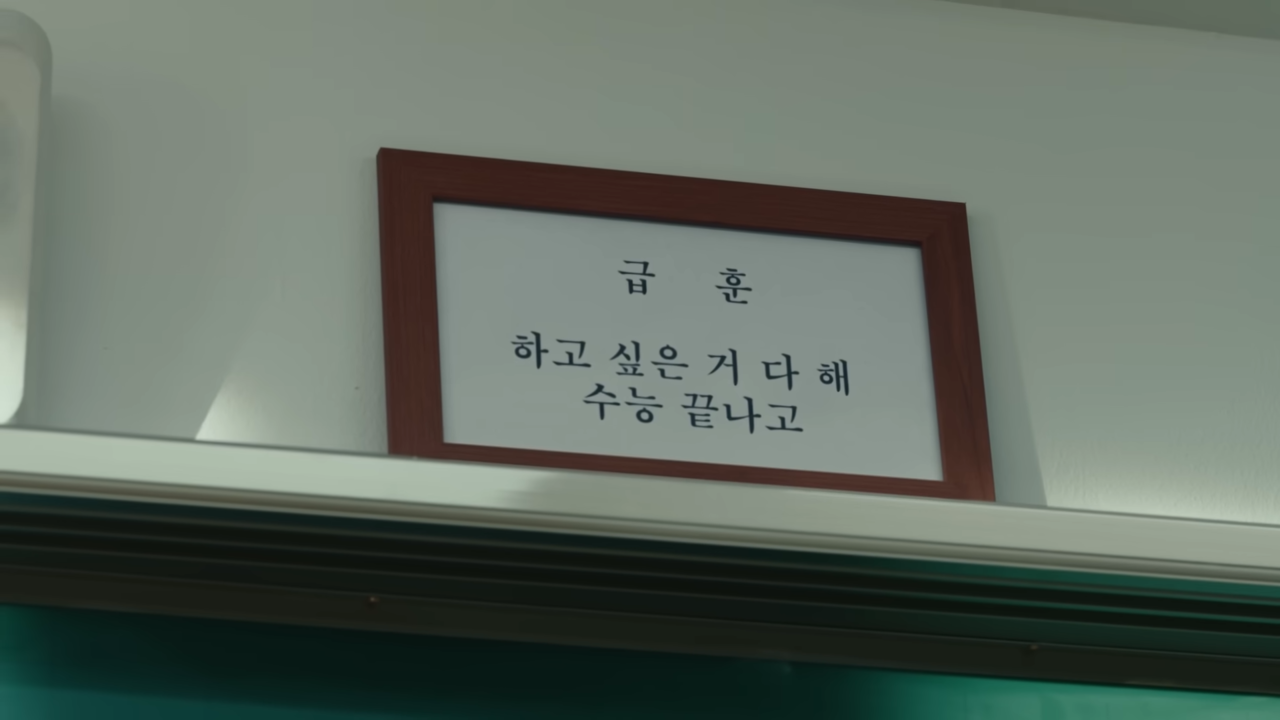 급 훈
하고 싶은 거 다 해
수능 끝나고